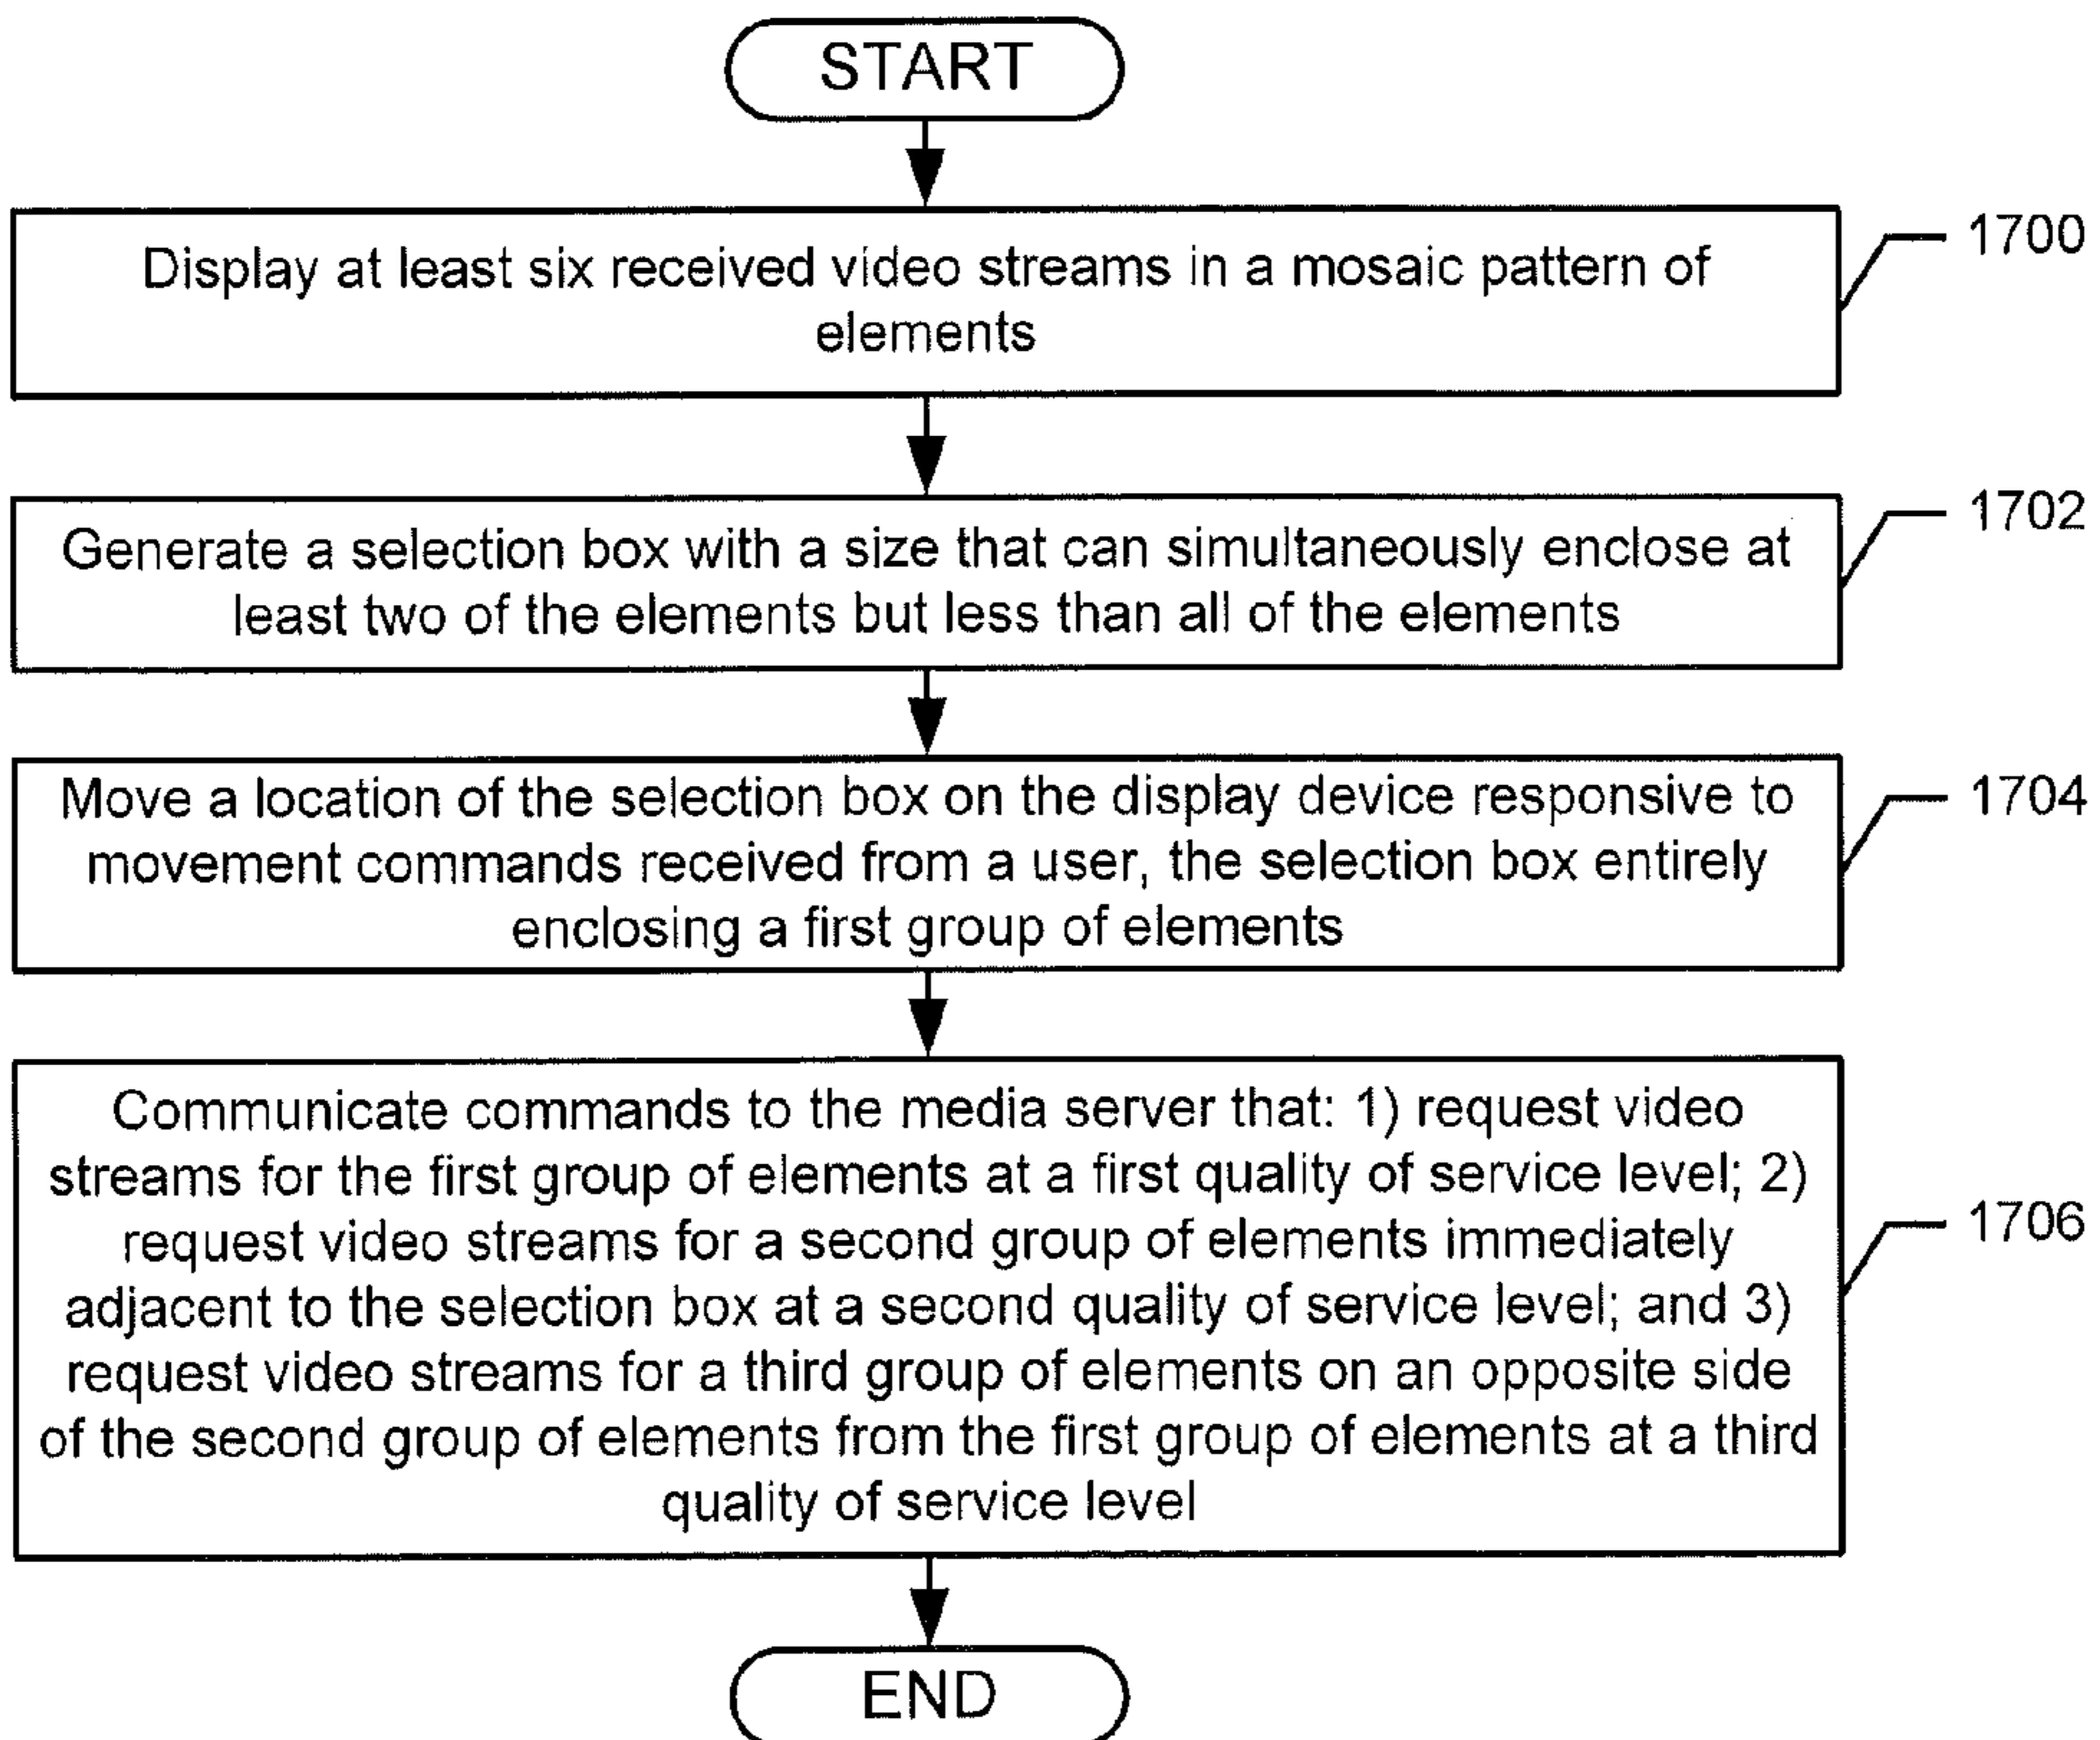 START
Display at least six received video streams in a mosaic pattern of
elements
1700
Generate a selection box with a size that can simultaneously enclose at
least two of the elements but less than all of the elements
1702
Move a location of the selection box on the display device responsive to
movement commands received from a user, the selection box entirely
enclosing a first group of elements
1704
Communicate commands to the media server that: 1) request video
streams for the first group of elements at a first quality of service level; 2)
request video streams for a second group of elements immediately
adjacent to the selection box at a second quality of service level; and 3)
request video streams for a third group of elements on an opposite side
of the second group of elements from the first group of elements at a third
quality of service level
1706
END